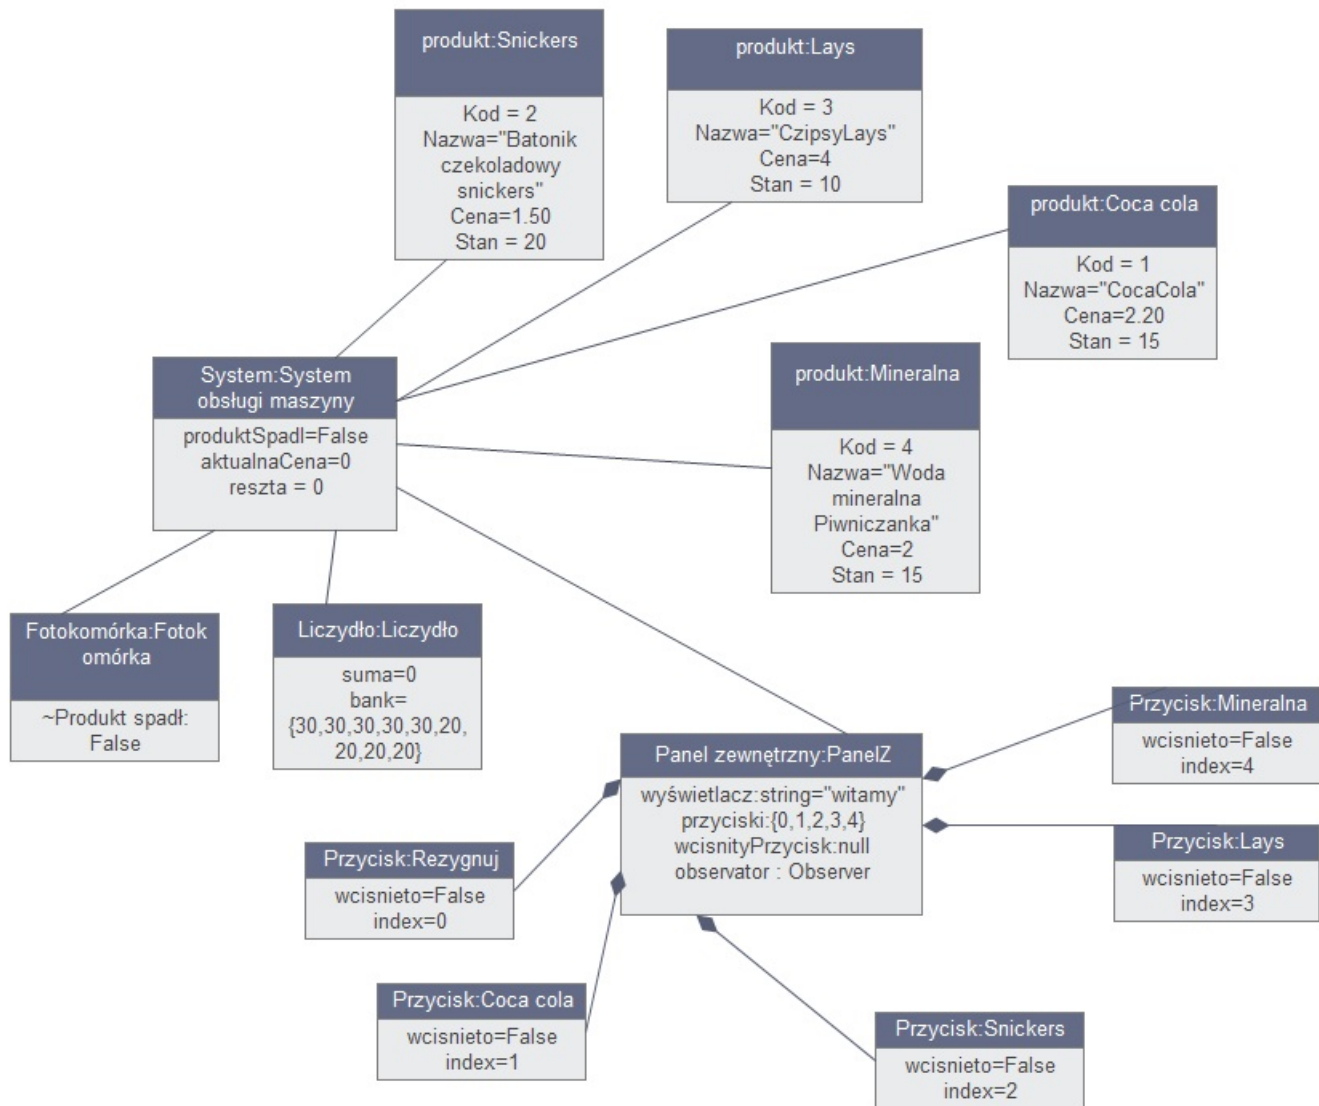 produkt:Snickers
Kod = 2
Nazwa="Batonik
czekoladowy
snickers"
Cena=1.50
Stan = 20
produkt:Lays
Kod = 3
Nazwa="CzipsyLays"
Cena=4
Stan = 10
produkt:Coca cola
Kod = 1
Nazwa="CocaCola"
Cena=2.20
Stan = 15
System:System
obsługi maszyny
produktSpadl=False
aktualnaCena=0
reszta = 0
produkt:Mineralna
Kod = 4
Nazwa="Woda
mineralna
Piwniczanka"
Cena=2
Stan = 15
Fotokomórka:Fotok
omórka
~Produkt spadł:
False
Liczydło:Liczydło
suma=0
bank=
{30,30,30,30,30,20,
20,20,20}
Panel zewnętrzny:PanelZ
wyświetlacz:string="witamy"
przyciski:{0,1,2,3,4}
wcisnityPrzycisk:null
observator : Observer
Przycisk:Mineralna
wcisnieto=False
index=4
Przycisk:Lays
wcisnieto=False
index=3
Przycisk:Rezygnuj
wcisnieto=False
index=0
Przycisk:Coca cola
wcisnieto=False
index=1
Przycisk:Snickers
wcisnieto=False
index=2